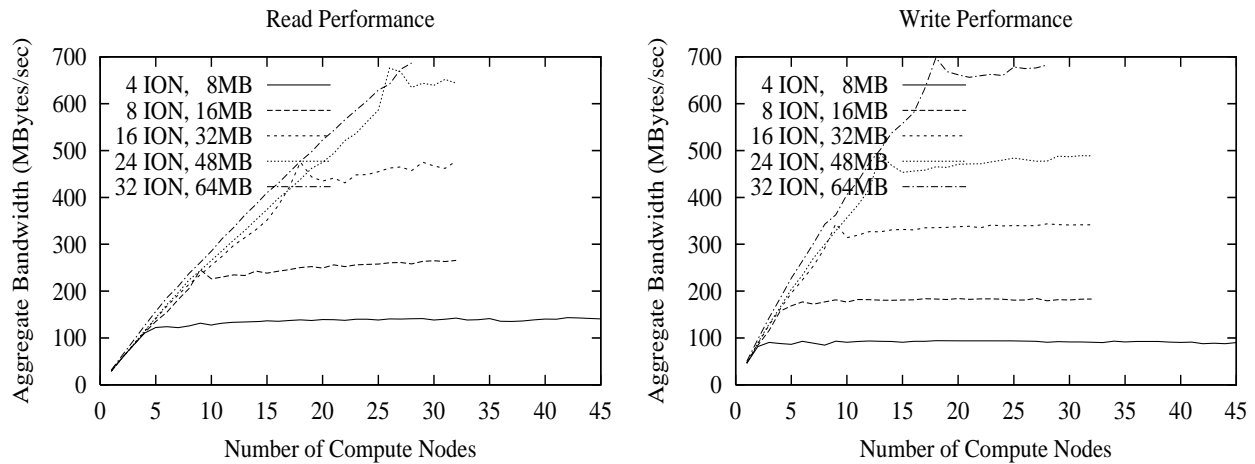 Read Performance
Aggregate Bandwidth (MBytes/sec)
700
600
500
400
300
200
100
0
4 ION, 8MB
8 ION, 16MB
16 ION, 32MB
24 ION, 48MB
32 ION, 64MB
0 5 10 15 20 25 30 35 40 45
Number of Compute Nodes
Write Performance
Aggregate Bandwidth (MBytes/sec)
700
600
500
400
300
200
100
0
4 ION, 8MB
8 ION, 16MB
16 ION, 32MB
24 ION, 48MB
32 ION, 64MB
0 5 10 15 20 25 30 35 40 45
Number of Compute Nodes